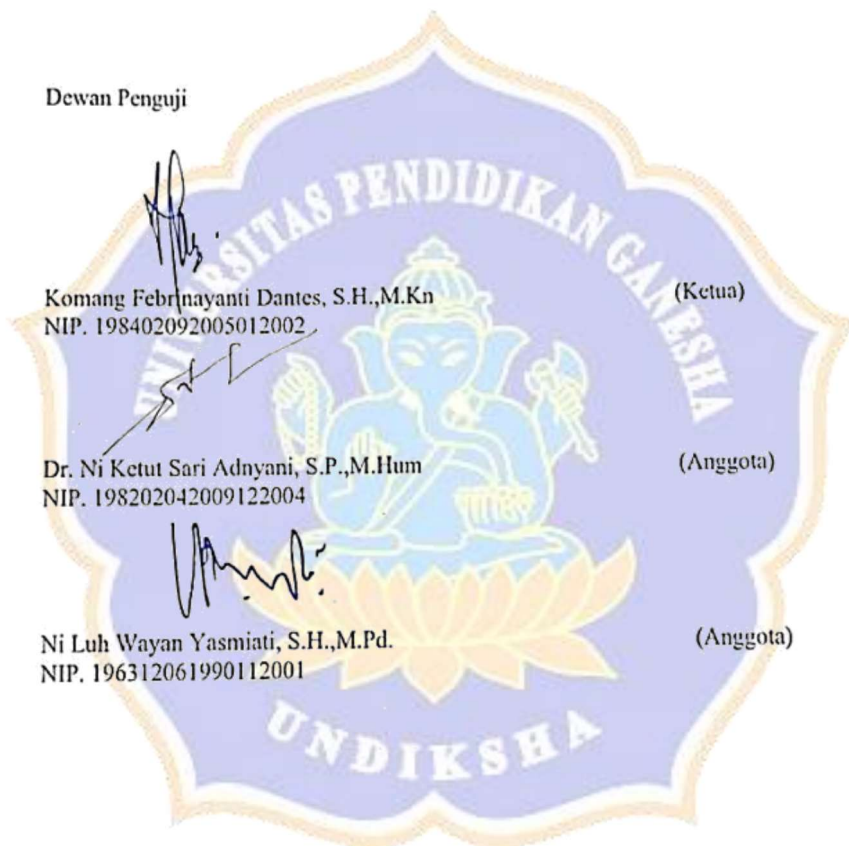 Dewan Penguji
UNIVERSITAS PENDIDIKAN GANESHA
Komang Febrinayanti Dantes, S.H.,M.Kn
(Ketua)
NIP. 198402092005012002
Dr. Ni Ketut Sari Adnyani, S.P.,M.Hum
(Anggota)
NIP. 198202042009122004
Ni Luh Wayan Yasmiati, S.H.,M.Pd.
(Anggota)
NIP. 196312061990112001
UNDIKSHA